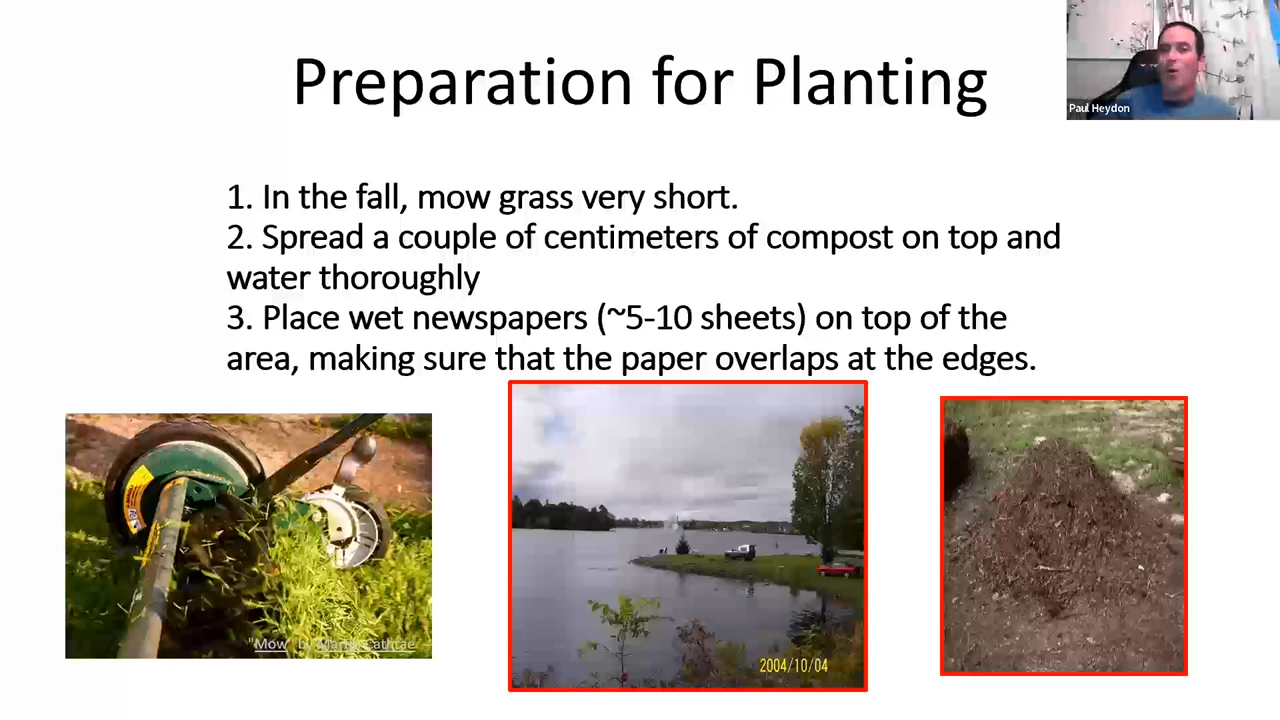 Preparation for Planting
Paul Heydon
1. In the fall, mow grass very short.
2. Spread a couple of centimeters of compost on top and
water thoroughly
3. Place wet newspapers (~5-10 sheets) on top of the
area, making sure that the paper overlaps at the edges.
"Mow" by Cathrae
2004/10/04